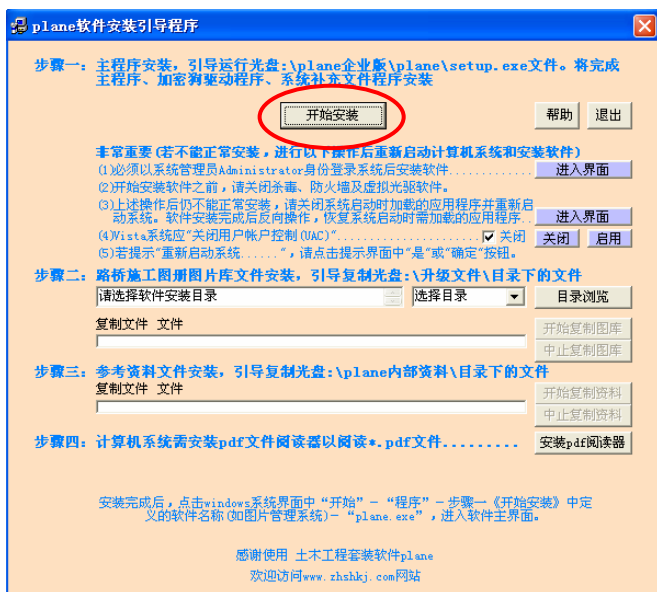 plane软件安装引导程序
步骤一：主程序安装，引导运行光盘:\plane企业版\plane\setup.exe文件。将完成
主程序、加密狗驱动程序、系统补充文件程序安装
开始安装
帮助
退出
非常重要(若不能正常安装，进行以下操作后重新启动计算机系统和安装软件)
(1)必须以系统管理员Administrator身份登录系统后安装软件............. 进入界面
(2)开始安装软件之前，请关闭杀毒、防火墙及虚拟光驱软件。
(3)上述操作后仍不能正常安装，请关闭系统启动时加载的应用程序并重新启
动系统。软件安装完成后反向操作，恢复系统启动时需加载的应用程序.. 进入界面
(4)Vista系统应"关闭用户帐户控制(UAC)"...................... 关闭 关闭 启用
(5)若提示"重新启动系统......"，请点击提示界面中"是"或"确定"按钮。
步骤二：路桥施工图册图片库文件安装，引导复制光盘:\升级文件\目录下的文件
请选择软件安装目录
选择目录
目录浏览
复制文件 文件
开始复制图库
中止复制图库
步骤三：参考资料文件安装，引导复制光盘:\plane内部资料\目录下的文件
复制文件 文件
开始复制资料
中止复制资料
步骤四：计算机系统需安装pdf文件阅读器以阅读*.pdf文件......... 安装pdf阅读器
安装完成后，点击windows系统界面中“开始”-“程序”-步骤一《开始安装》中定
义的软件名称(如图片管理系统)-“plane.exe”，进入软件主界面。
感谢使用 土木工程套装软件plane
欢迎访问www.zhshkj.com网站